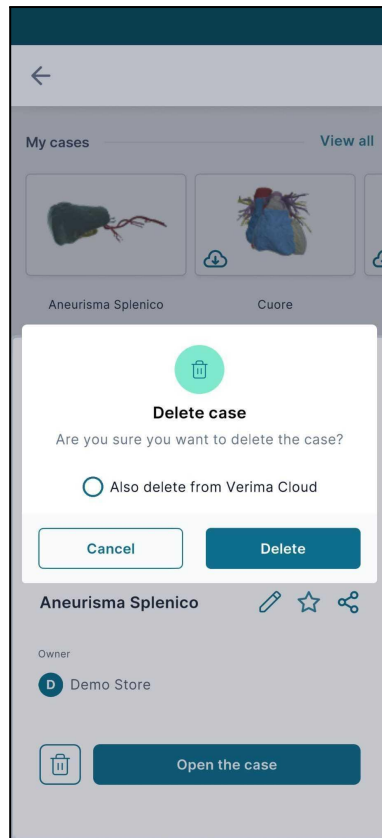 My cases
View all
Aneurisma Splenico
Cuore
Delete case
Are you sure you want to delete the case?
Also delete from Verima Cloud
Cancel
Delete
Aneurisma Splenico
Owner
D
Demo Store
Open the case